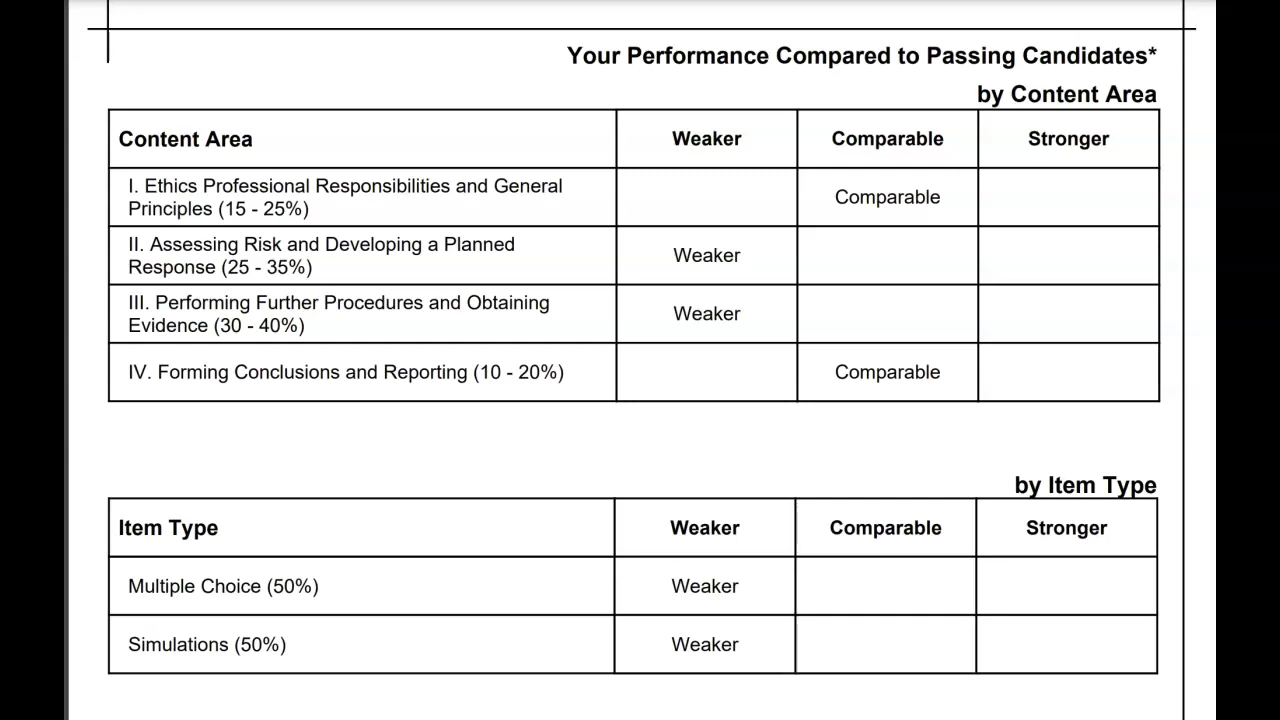 Your Performance Compared to Passing Candidates*
by Content Area
Content Area Weaker Comparable Stronger
I. Ethics Professional Responsibilities and General
Principles (15 - 25%)
Comparable
II. Assessing Risk and Developing a Planned
Response (25 - 35%)
Weaker
III. Performing Further Procedures and Obtaining
Evidence (30 - 40%)
Weaker
IV. Forming Conclusions and Reporting (10 - 20%) Comparable
by Item Type
Item Type Weaker Comparable Stronger
Multiple Choice (50%) Weaker
Simulations (50%) Weaker